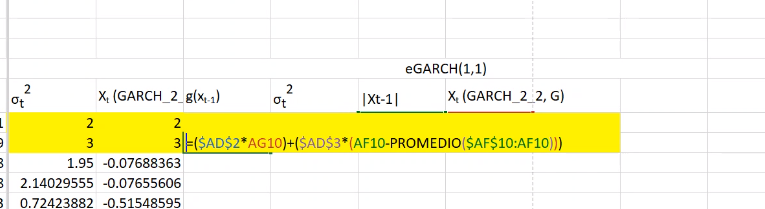 eGARCH(1,1)
σt2 Xt (GARCH_2_ g(xt-1) σt2 |Xt-1| Xt (GARCH_2_2, G)
2 2
3 3 =($AD$2*AG10)+($AD$3*(AF10-PROMEDIO($AF$10:AF10)))
1.95 -0.07688363
2.14029555 -0.07655606
0.72423882 -0.51548595